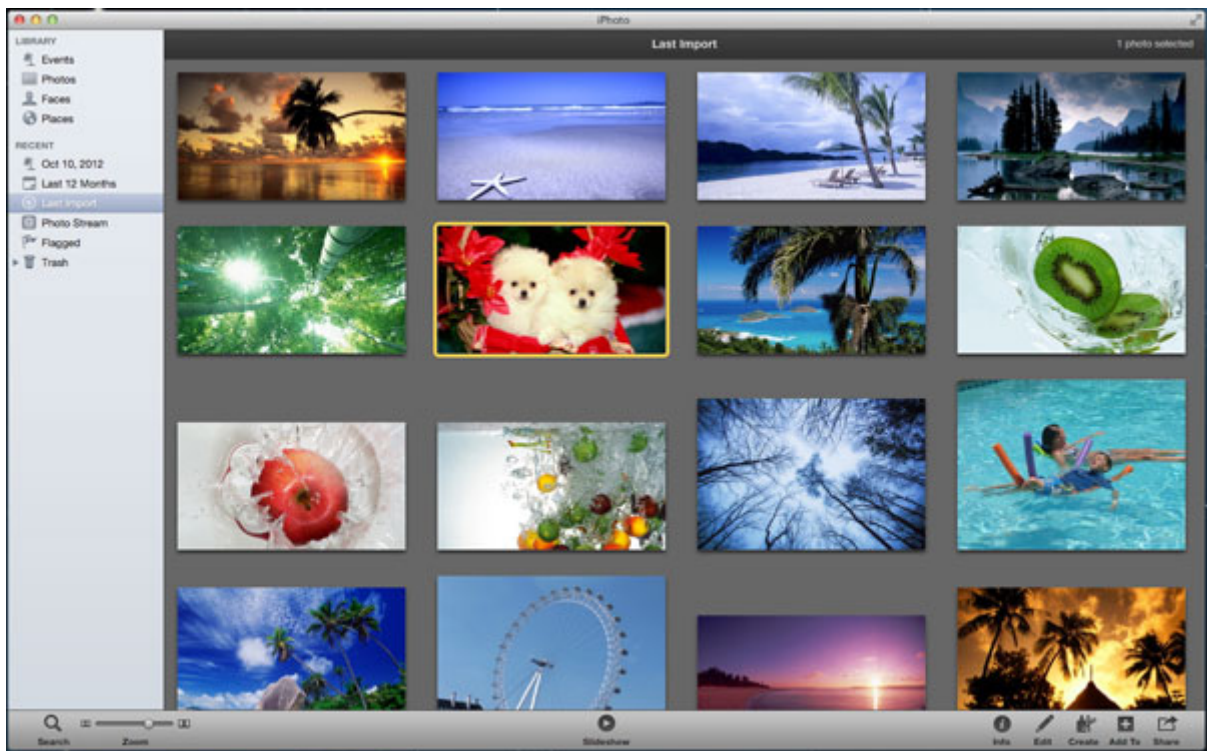 iPhoto
LIBRARY
Events
Photos
Faces
Places
RECENT
Oct 10, 2012
Last 12 Months
Last Import
Photo Stream
Flagged
Trash
Last Import
1 photo selected
Search
Zoom
Slideshow
Info
Edit
Create
Add To
Share